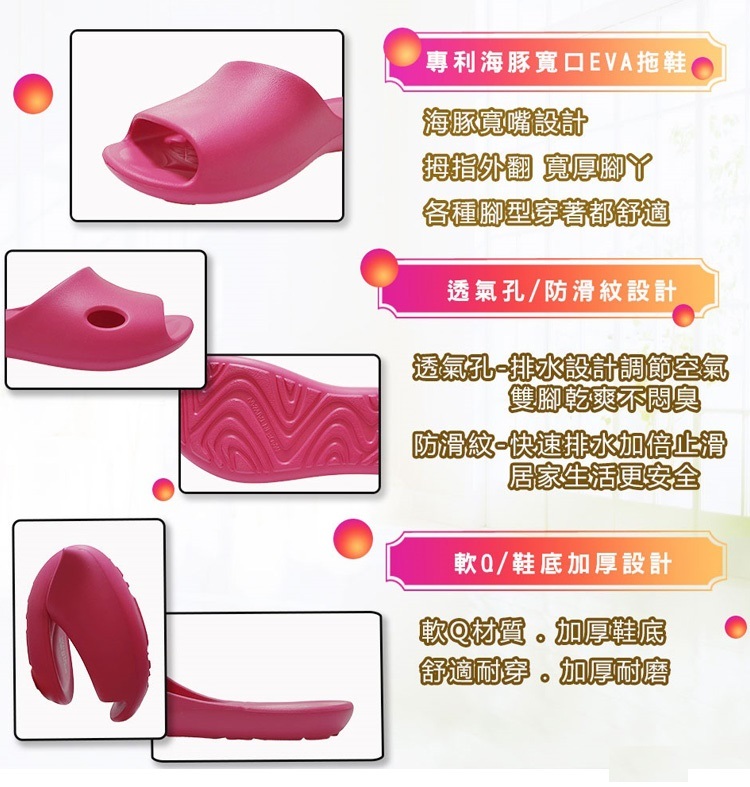 專利海豚寬口EVA拖鞋
海豚寬嘴設計
拇指外翻 寬厚腳丫
各種腳型穿著都舒適
透氣孔/防滑紋設計
透氣孔-排水設計調節空氣
雙腳乾爽不悶臭
防滑紋-快速排水加倍止滑
居家生活更安全
軟Q/鞋底加厚設計
軟Q材質．加厚鞋底
舒適耐穿．加厚耐磨